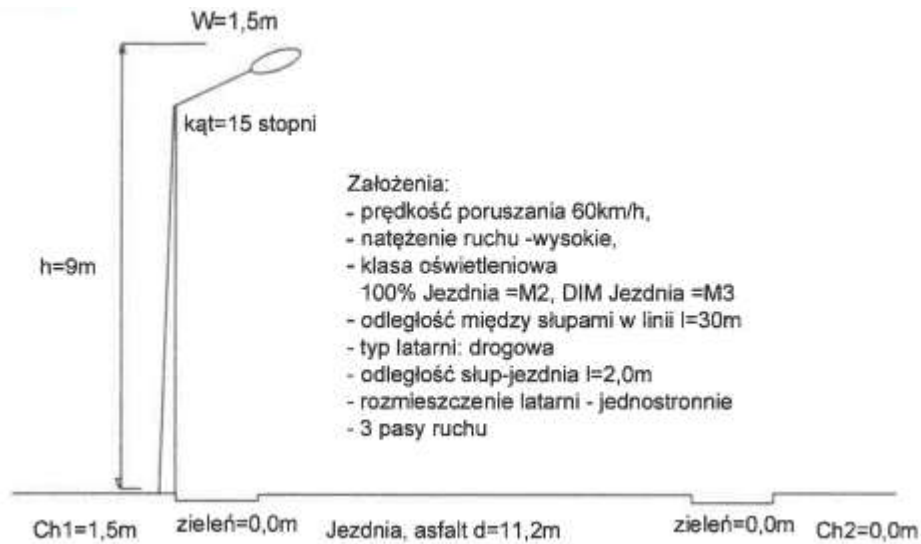 W=1,5m
kąt=15 stopni
h=9m
Założenia:
- prędkość poruszania 60km/h,
- natężenie ruchu -wysokie,
- klasa oświetleniowa
100% Jezdnia =M2, DIM Jezdnia =M3
- odległość między słupami w linii l=30m
- typ latarni: drogowa
- odległość słup-jezdnia l=2,0m
- rozmieszczenie latarni - jednostronnie
- 3 pasy ruchu
Ch1=1,5m zieleń=0,0m Jezdnia, asfalt d=11,2m zieleń=0,0m Ch2=0,0m